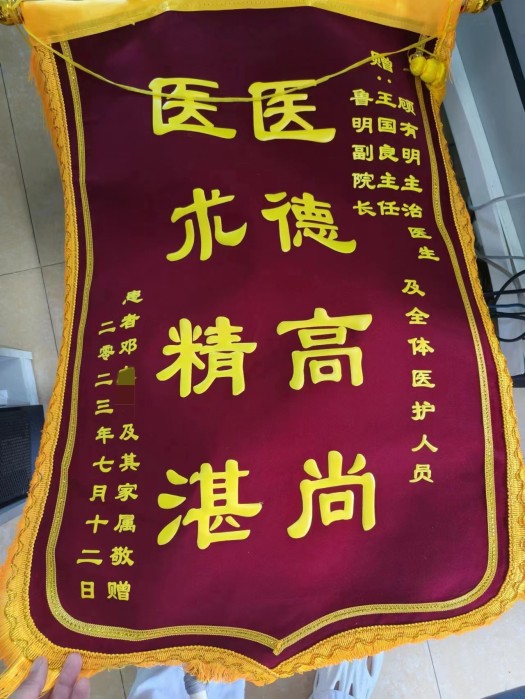 赠：
顾有明主治医生 及全体医护人员
王国良主任
鲁明副院长
医德高尚
医术精湛
患者邓 及其家属敬赠
二零二三年七月十二日